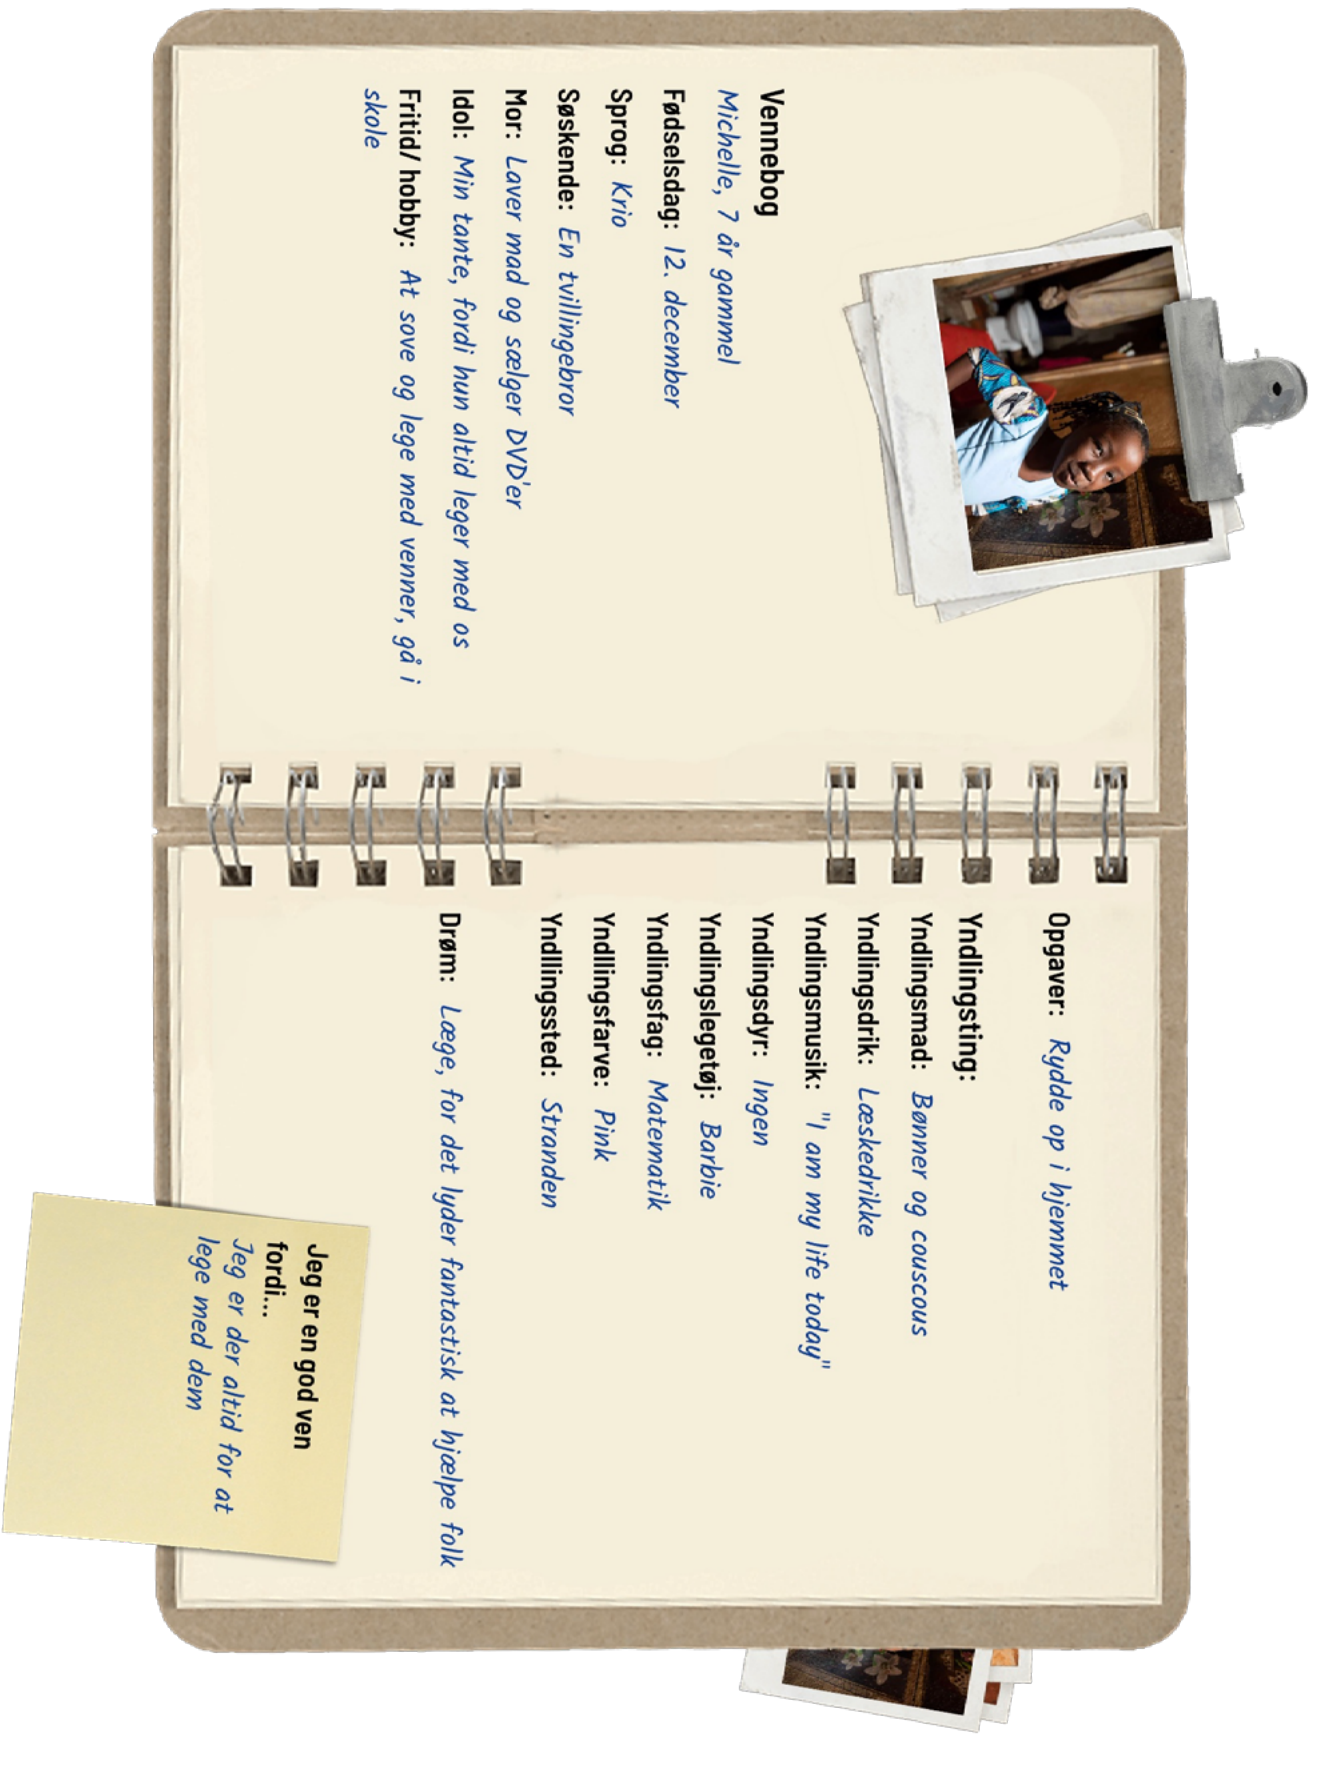 Vennebog
Michelle, 7 år gammel
Fødselsdag: 12. december
Sprog: Krio
Søskende: En tvillingebror
Mor: Laver mad og sælger DVD'er
Idol: Min tante, fordi hun altid leger med os
Fritid/ hobby: At sove og lege med venner, gå i
skole
Opgaver: Rydde op i hjemmet
Yndlingsting:
Yndlingsmad: Bønner og couscous
Yndlingsdrik: Læskedrikke
Yndlingsmusik: "I am my life today"
Yndlingsdyr: Ingen
Yndlingslegetøj: Barbie
Yndlingsfag: Matematik
Yndllingsfarve: Pink
Yndllingssted: Stranden
Drøm: Læge, for det lyder fantastisk at hjælpe folk
Jeg er en god ven
fordi...
Jeg er der altid for at
lege med dem